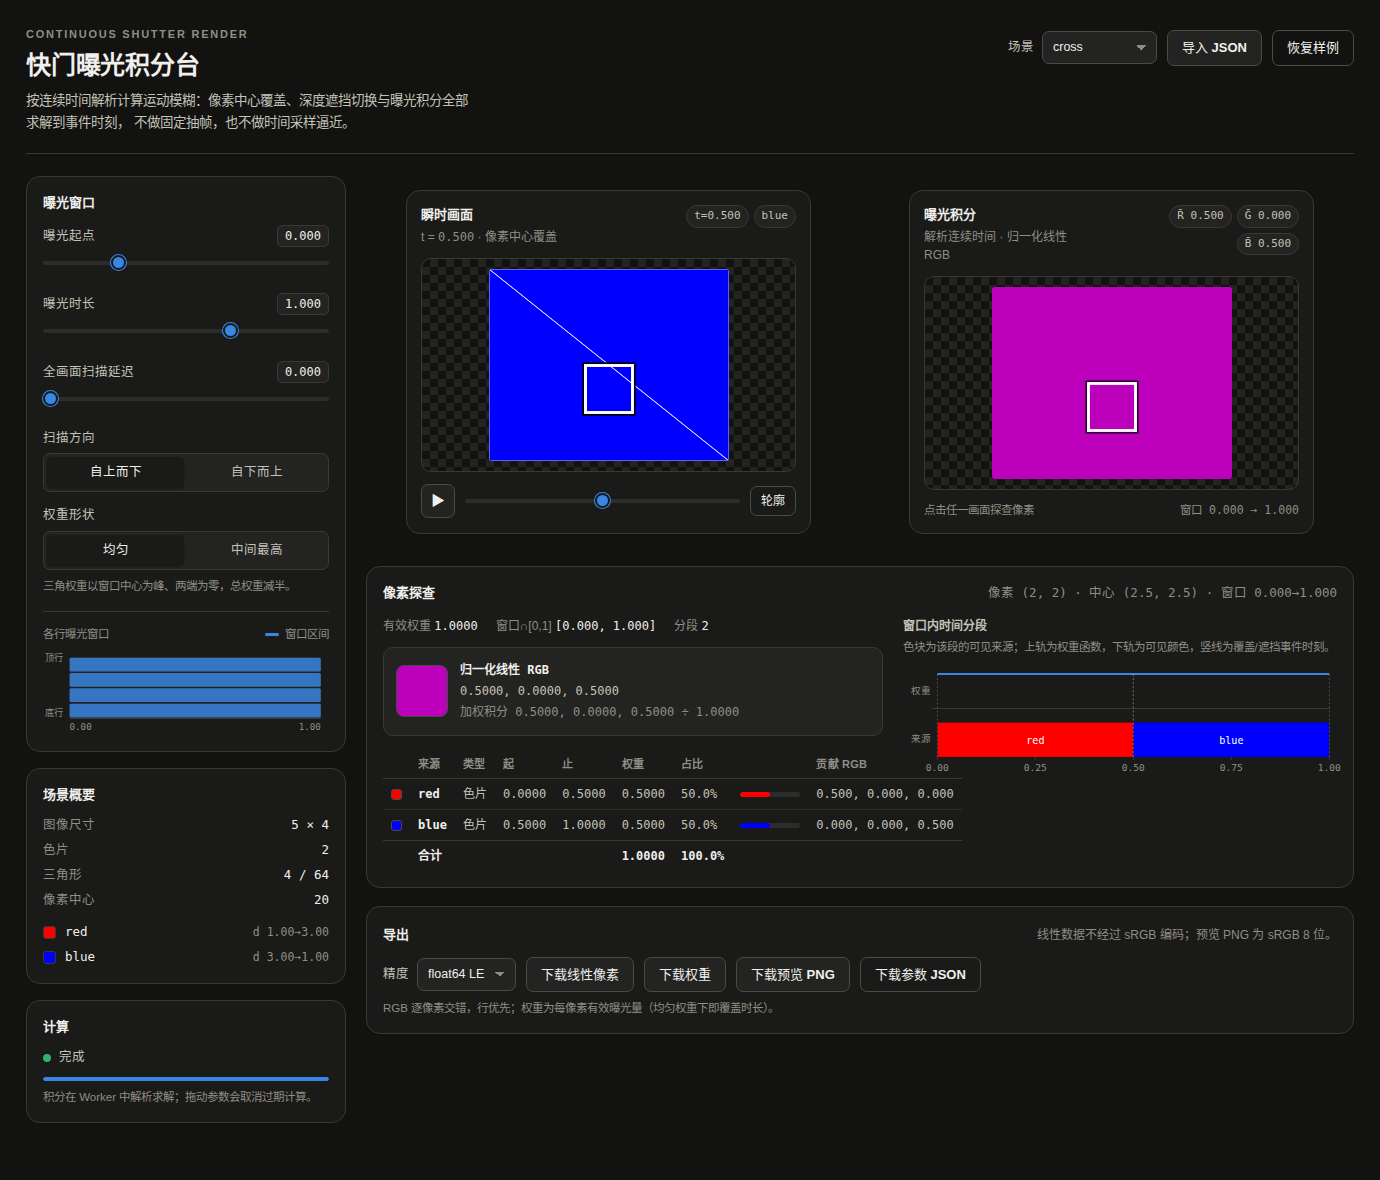 CONTINUOUS SHUTTER RENDER
快门曝光积分台
按连续时间解析计算运动模糊：像素中心覆盖、深度遮挡切换与曝光积分全部
求解到事件时刻， 不做固定抽帧，也不做时间采样逼近。
场景 cross 导入 JSON 恢复样例
曝光窗口
曝光起点 0.000
曝光时长 1.000
全画面扫描延迟 0.000
扫描方向
自上而下 自下而上
权重形状
均匀 中间最高
三角权重以窗口中心为峰、两端为零，总权重减半。
各行曝光窗口 窗口区间
顶行
底行
0.00 1.00
场景概要
图像尺寸 5 × 4
色片 2
三角形 4 / 64
像素中心 20
red d 1.00→3.00
blue d 3.00→1.00
计算
完成
积分在 Worker 中解析求解；拖动参数会取消过期计算。
瞬时画面 t=0.500 blue
t = 0.500 · 像素中心覆盖
▶ 轮廓
曝光积分 R̄ 0.500 Ḡ 0.000
解析连续时间 · 归一化线性
RGB
B̄ 0.500
点击任一画面探查像素 窗口 0.000 → 1.000
像素探查 像素 (2, 2) · 中心 (2.5, 2.5) · 窗口 0.000→1.000
有效权重 1.0000 窗口∩[0,1] [0.000, 1.000] 分段 2
归一化线性 RGB
0.5000, 0.0000, 0.5000
加权积分 0.5000, 0.0000, 0.5000 ÷ 1.0000
来源 类型 起 止 权重 占比 贡献 RGB
red 色片 0.0000 0.5000 0.5000 50.0% 0.500, 0.000, 0.000
blue 色片 0.5000 1.0000 0.5000 50.0% 0.000, 0.000, 0.500
合计 1.0000 100.0%
窗口内时间分段
色块为该段的可见来源；上轨为权重函数、下轨为可见颜色，竖线为覆盖/遮挡事件时刻。
权重
来源 red blue
0.00 0.25 0.50 0.75 1.00
导出 线性数据不经过 sRGB 编码；预览 PNG 为 sRGB 8 位。
精度 float64 LE 下载线性像素 下载权重 下载预览 PNG 下载参数 JSON
RGB 逐像素交错，行优先；权重为每像素有效曝光量（均匀权重下即覆盖时长）。